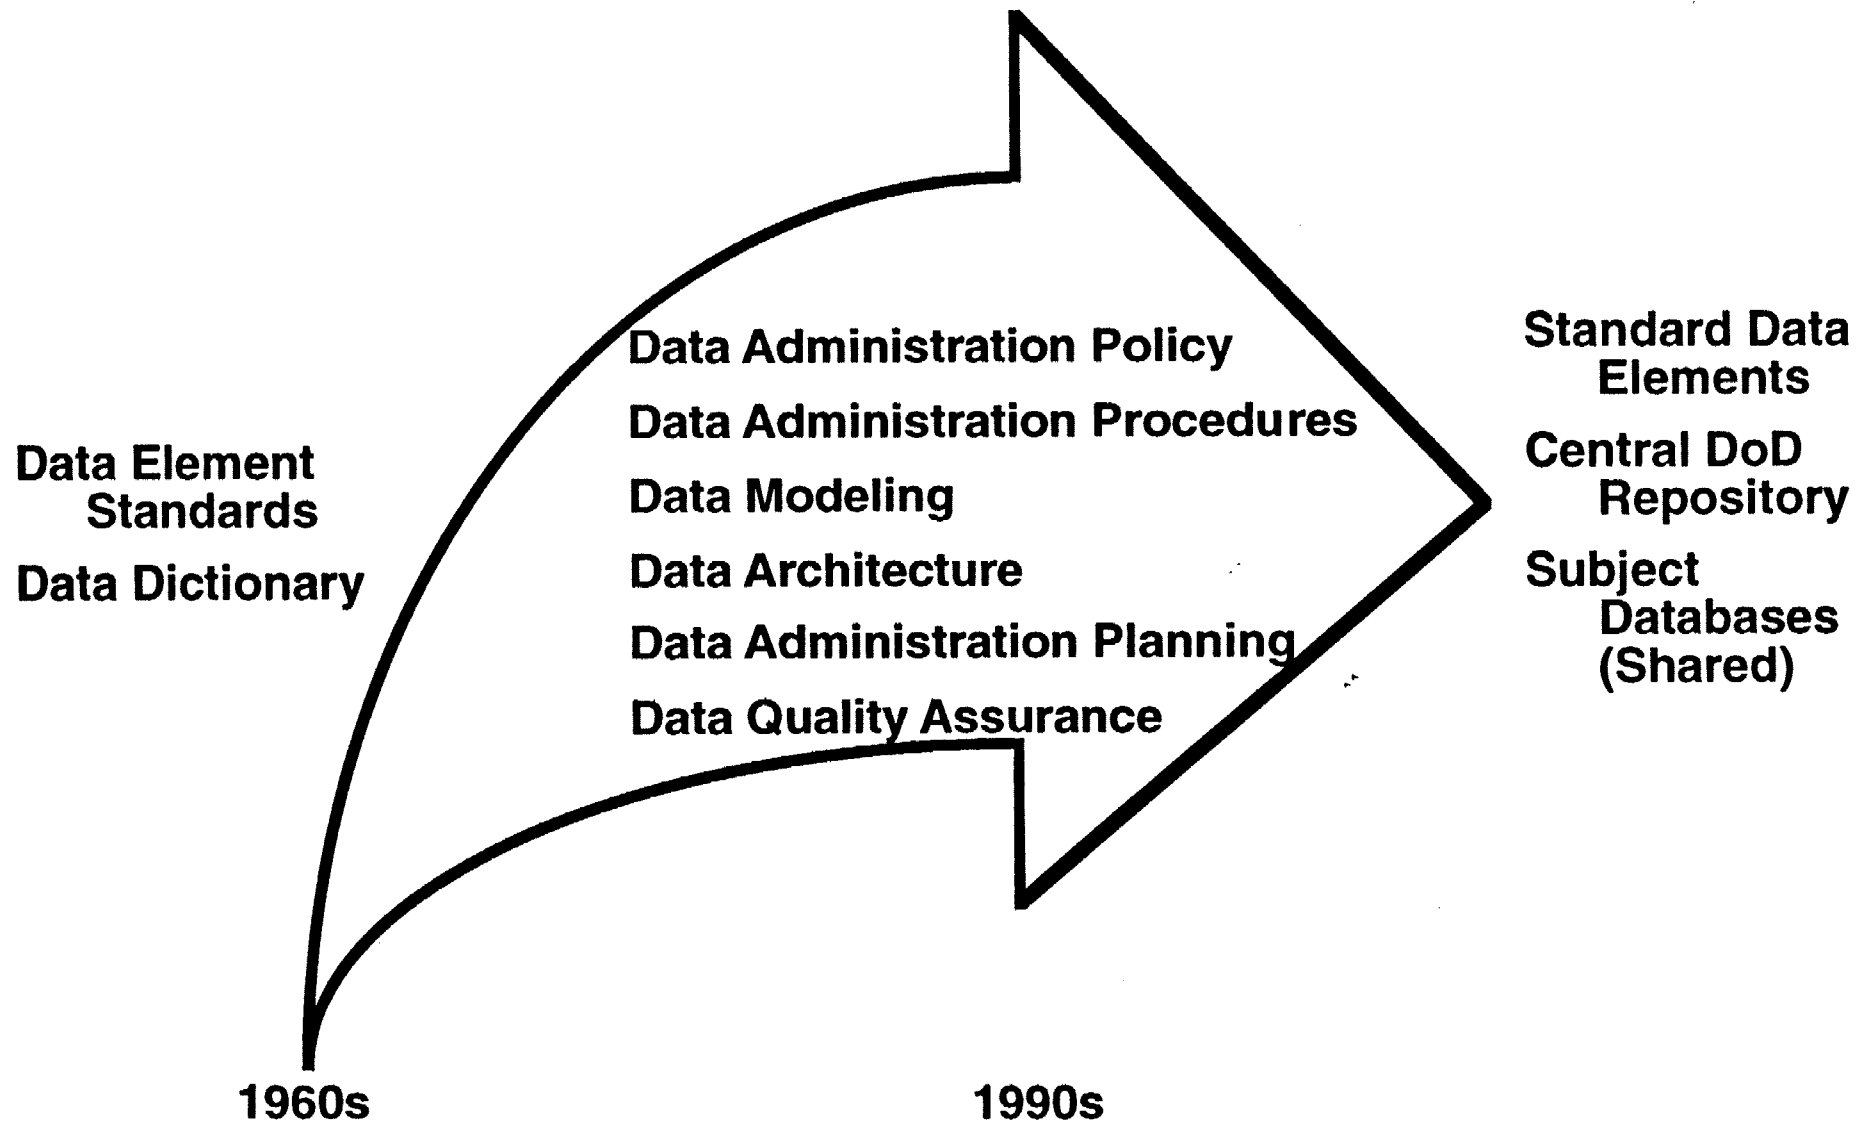 Data Element
Standards
Data Dictionary
Data Administration Policy
Data Administration Procedures
Data Modeling
Data Architecture
Data Administration Planning
Data Quality Assurance
Standard Data
Elements
Central DoD
Repository
Subject
Databases
(Shared)
1960s
1990s